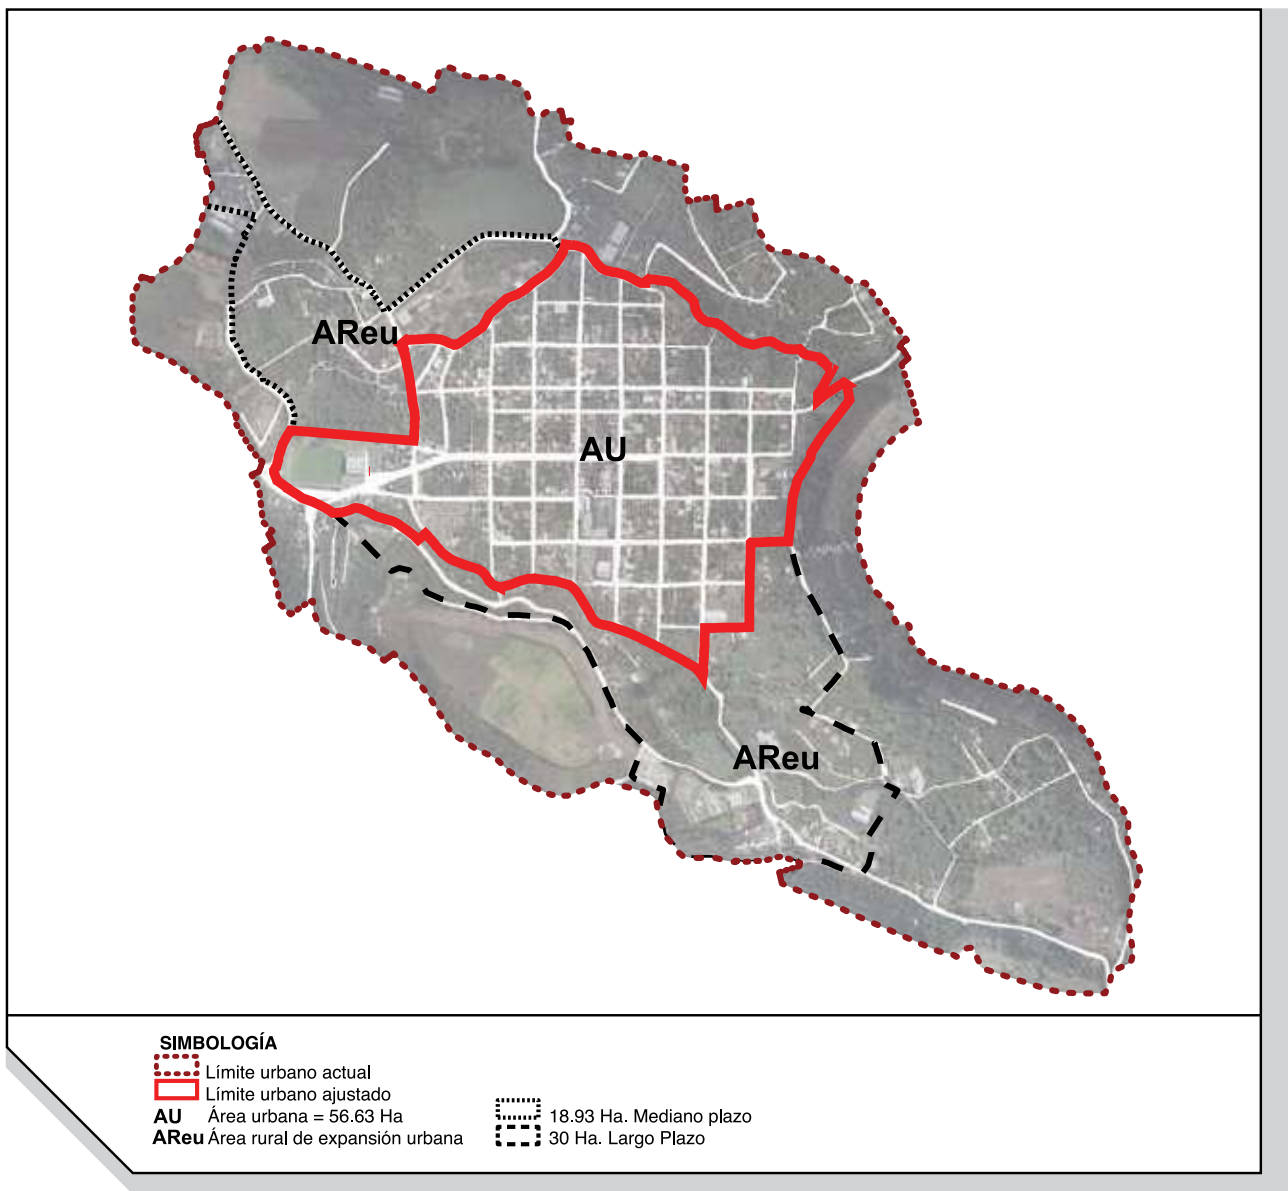 AReu
AU
AReu
SIMBOLOGÍA
Límite urbano actual
Límite urbano ajustado
AU Área urbana = 56.63 Ha
AReu Área rural de expansión urbana
18.93 Ha. Mediano plazo
30 Ha. Largo Plazo